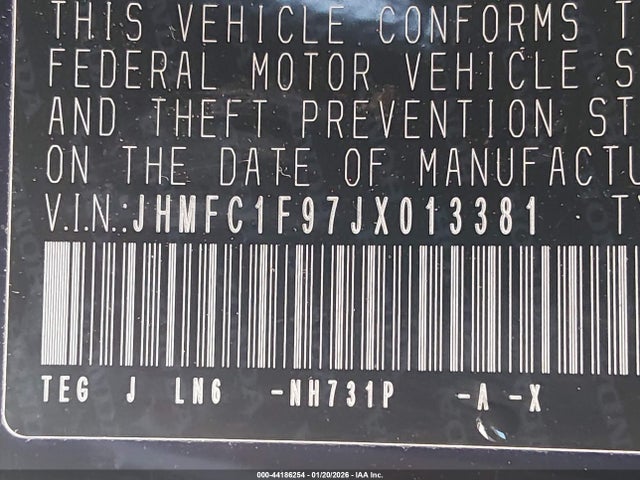 THIS VEHICLE CONFORMS T
FEDERAL MOTOR VEHICLE S
AND THEFT PREVENTION ST
ON THE DATE OF MANUFACTU
V.I.N.: JHMFC1F97JX013381 TY
TEG J LN6 -NH731P -A -X
000-44186254 - 01/20/2026 - IAA Inc.